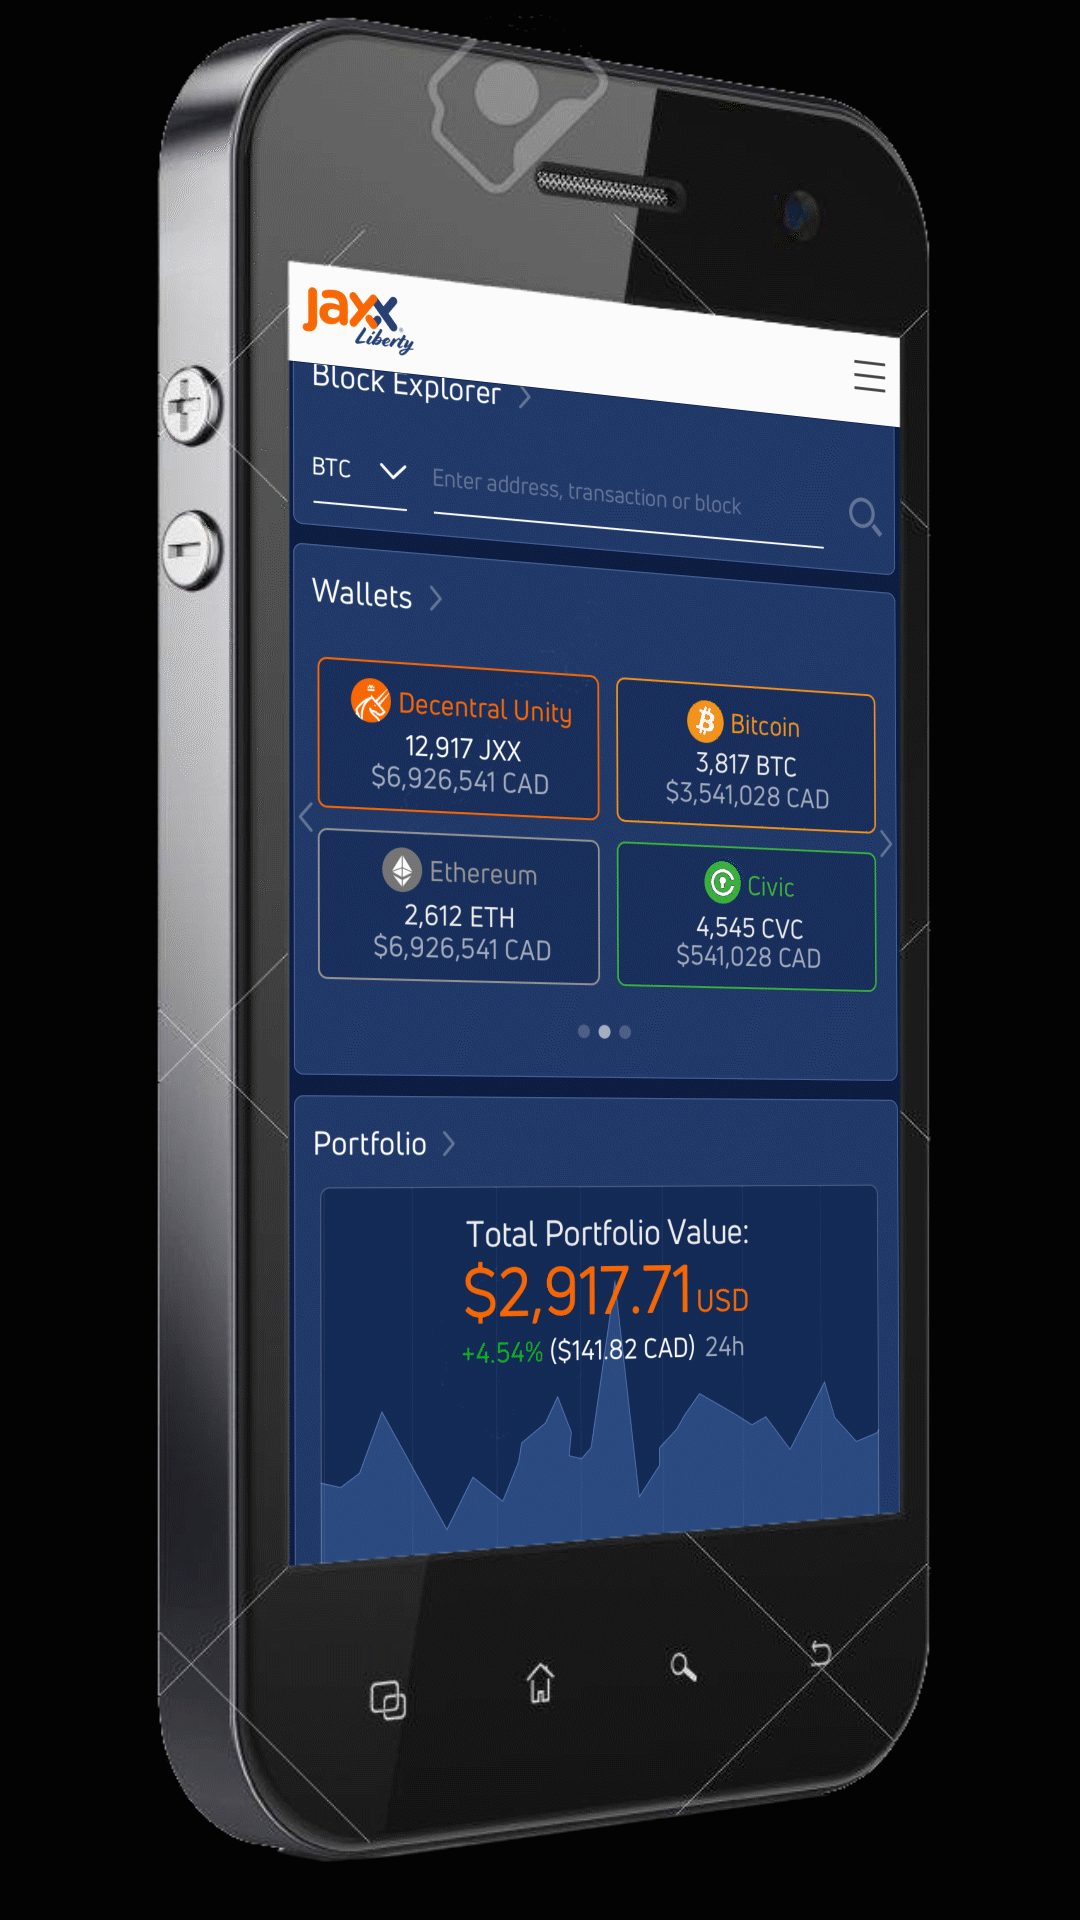 Jaxx
Liberty
Block Explorer
BTC
Enter address, transaction or block
Wallets
Decentral Unity
12,917 JXX
$6,926,541 CAD
Bitcoin
3,817 BTC
$3,541,028 CAD
Ethereum
2,612 ETH
$6,926,541 CAD
Civic
4,545 CVC
$541,028 CAD
Portfolio
Total Portfolio Value:
$2,917.71 USD
+4.54% ($141.82 CAD) 24h